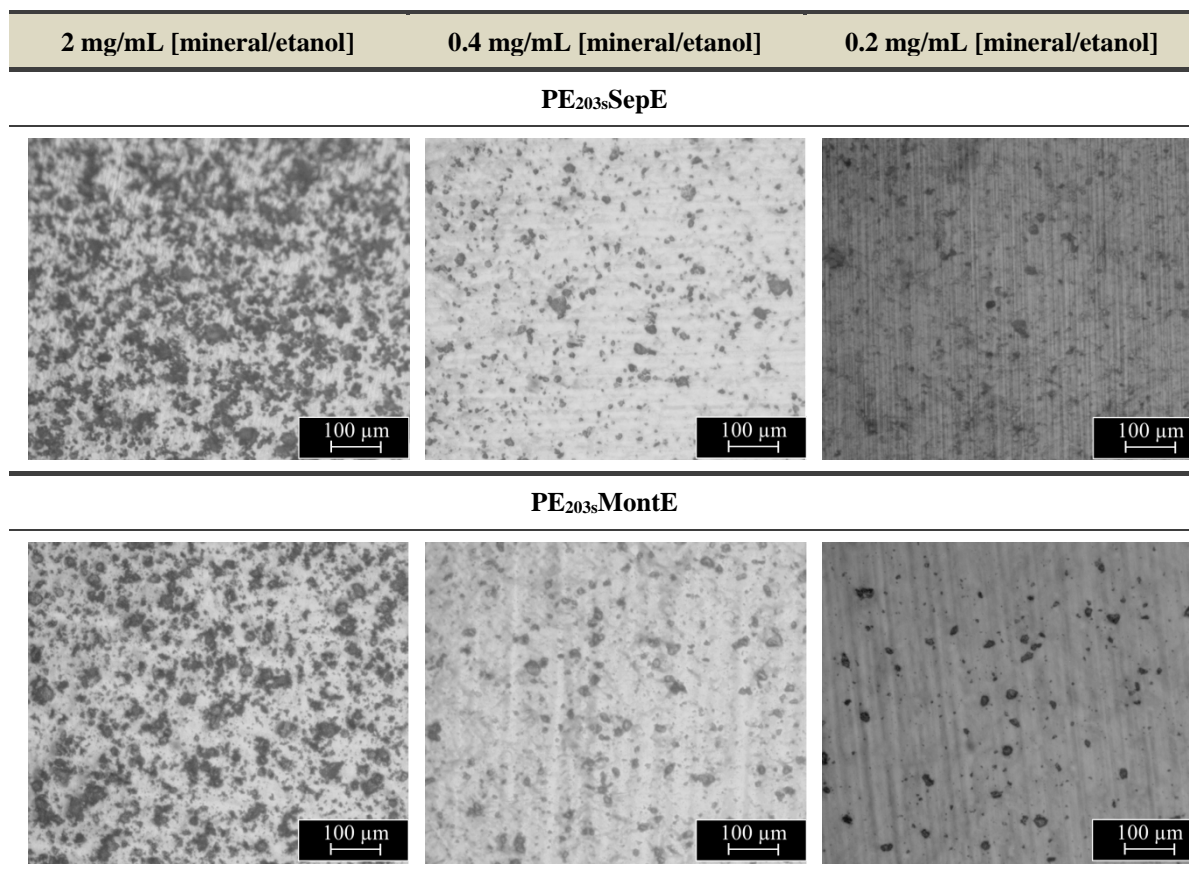 2 mg/mL [mineral/etanol] 0.4 mg/mL [mineral/etanol] 0.2 mg/mL [mineral/etanol]
PE₂₀₃ₛSepE
100 µm 100 µm 100 µm
PE₂₀₃ₛMontE
100 µm 100 µm 100 µm